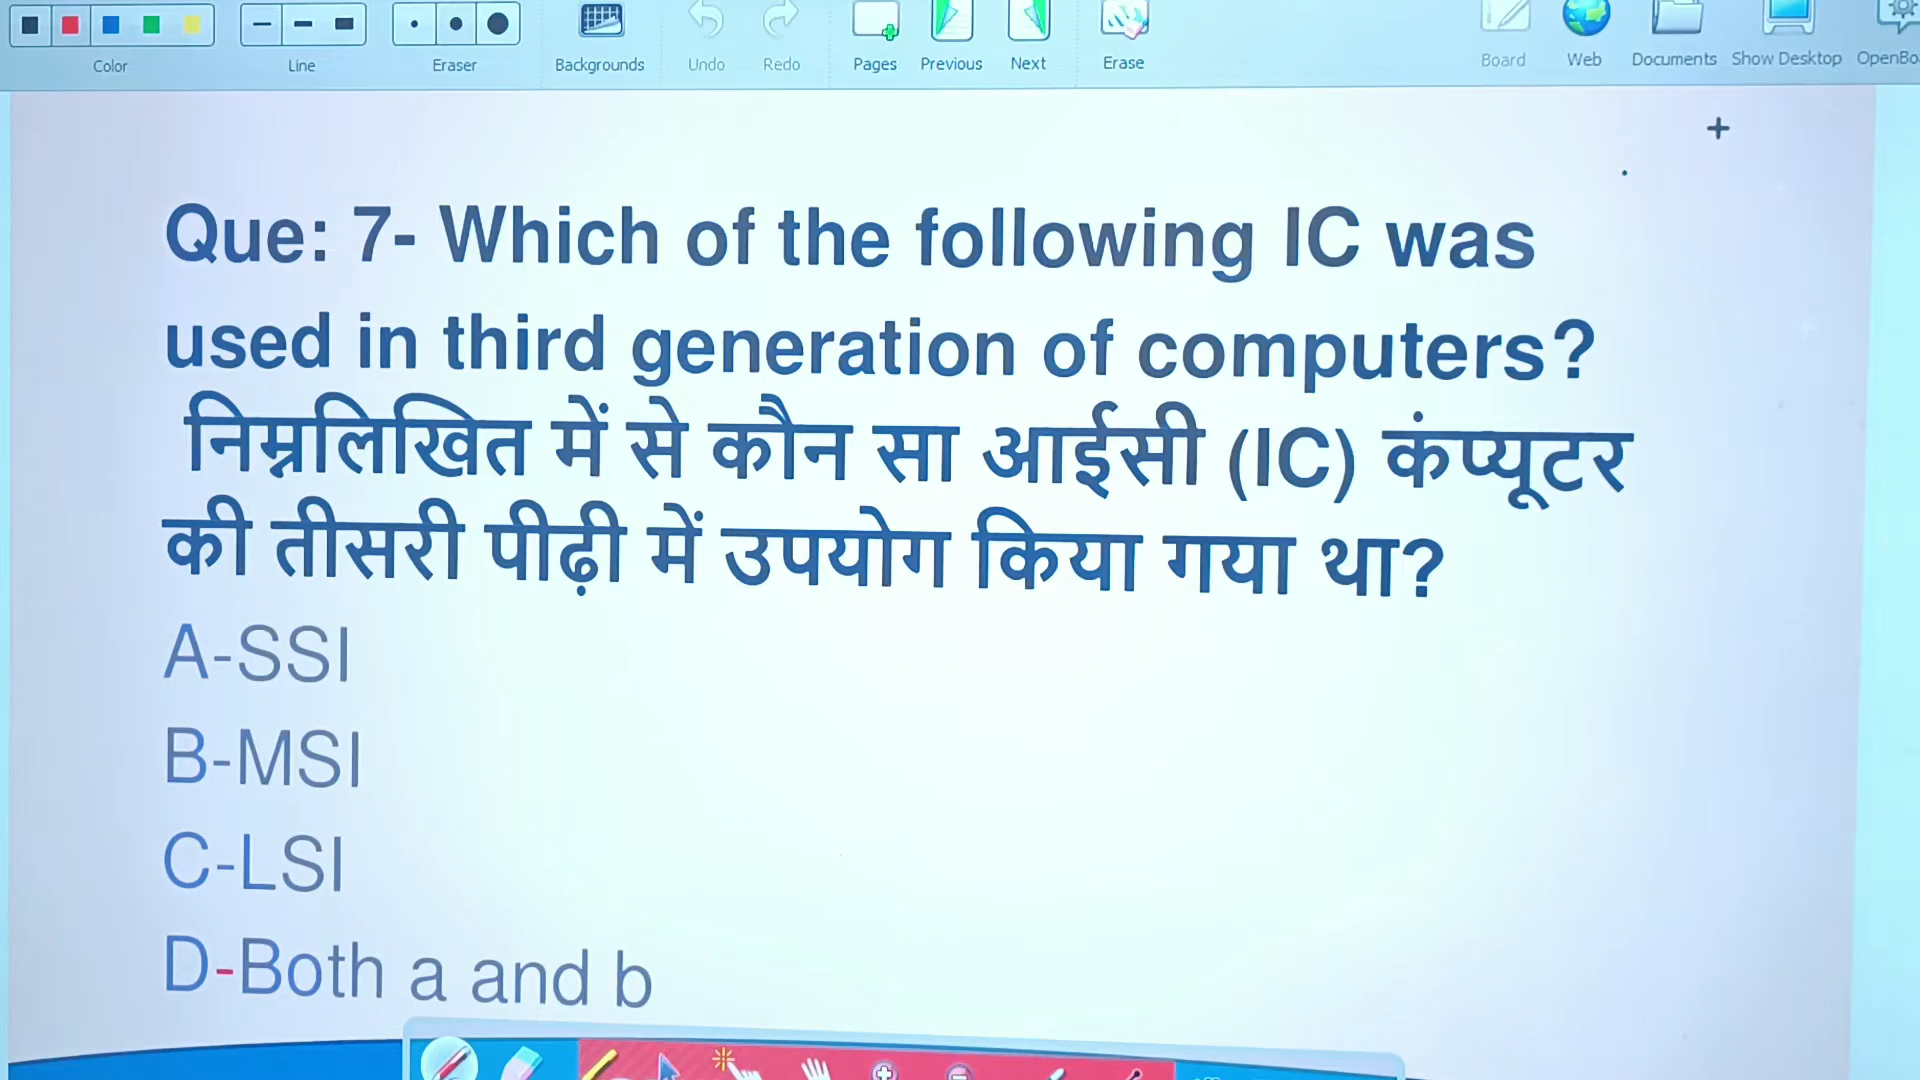 Color
Line
Eraser
Backgrounds
Undo
Redo
Pages
Previous
Next
Erase
Board
Web
Documents
Show Desktop
Que: 7- Which of the following IC was
used in third generation of computers?
निम्नलिखित में से कौन सा आईसी (IC) कंप्यूटर
की तीसरी पीढ़ी में उपयोग किया गया था?
A-SSI
B-MSI
C-LSI
D-Both a and b